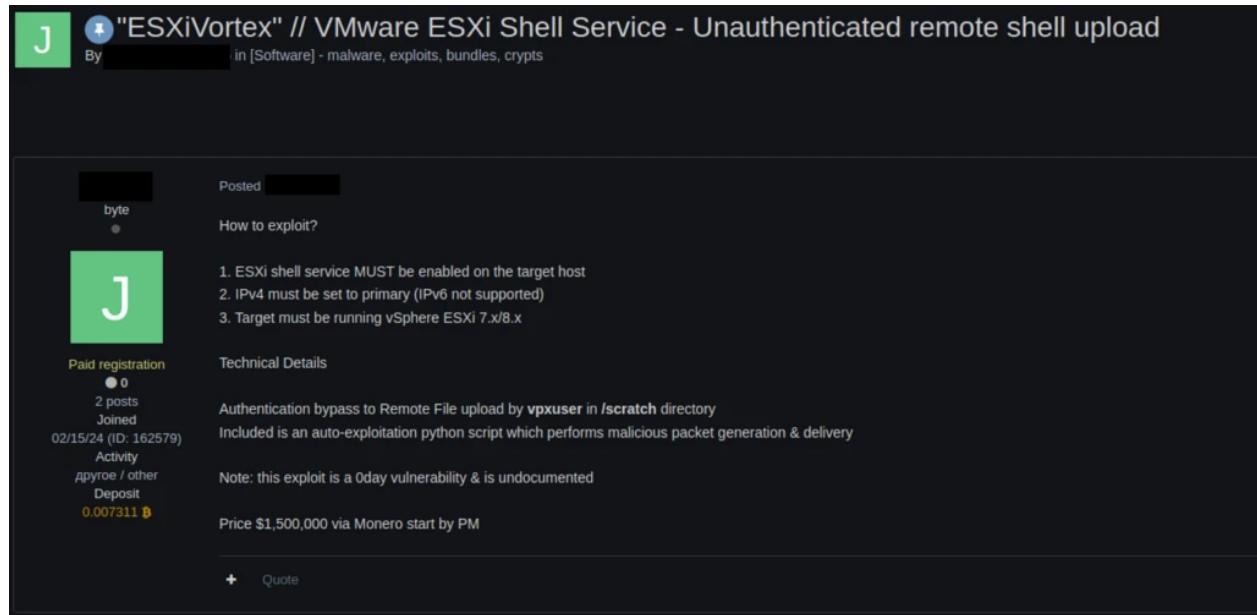 J
"ESXiVortex" // VMware ESXi Shell Service - Unauthenticated remote shell upload
By in [Software] - malware, exploits, bundles, crypts
Posted
byte
How to exploit?
J
1. ESXi shell service MUST be enabled on the target host
2. IPv4 must be set to primary (IPv6 not supported)
3. Target must be running vSphere ESXi 7.x/8.x
Paid registration
0
2 posts
Joined
02/15/24 (ID: 162579)
Activity
другое / other
Deposit
0.007311 ₿
Technical Details
Authentication bypass to Remote File upload by vpxuser in /scratch directory
Included is an auto-exploitation python script which performs malicious packet generation & delivery
Note: this exploit is a 0day vulnerability & is undocumented
Price $1,500,000 via Monero start by PM
+ Quote